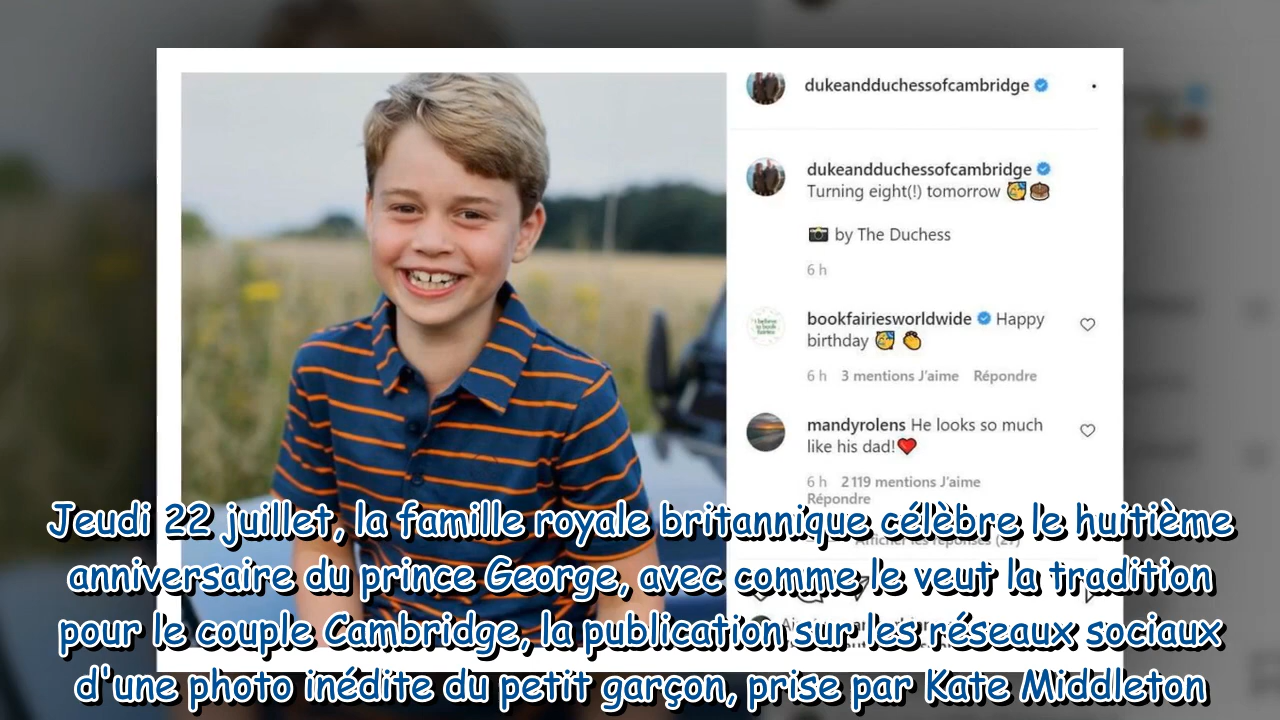 dukeandduchessofcambridge
dukeandduchessofcambridge
Turning eight(!) tomorrow
by The Duchess
6 h
bookfairiesworldwide Happy
birthday
6 h 3 mentions J'aime Répondre
mandyrolens He looks so much
like his dad!
6 h 2 119 mentions J'aime
Répondre
Jeudi 22 juillet, la famille royale britannique célèbre le huitième
anniversaire du prince George, avec comme le veut la tradition
pour le couple Cambridge, la publication sur les réseaux sociaux
d'une photo inédite du petit garçon, prise par Kate Middleton